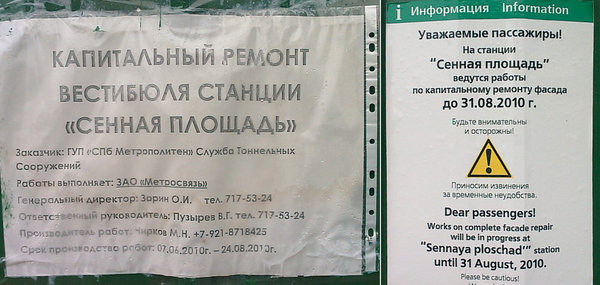 КАПИТАЛЬНЫЙ РЕМОНТ
ВЕСТИБЮЛЯ СТАНЦИИ
«СЕННАЯ ПЛОЩАДЬ»
Заказчик: ГУП «СПб Метрополитен» Служба Тоннельных
Сооружений
Работы выполняет: ЗАО «Метросвязь»
Генеральный директор: Зорин О.И. тел. 717-53-24
Ответственный руководитель: Пузырев В.Г. тел. 717-53-24
Производитель работ: М.Н. +7-921-8718425
Срок производства работ: 07.06.2010г. – 24.08.2010г.
i Информация Information
Уважаемые пассажиры!
На станции
“Сенная площадь”
ведутся работы
по капитальному ремонту фасада
до 31.08.2010 г.
Будьте внимательны
и осторожны!
!
Приносим извинения
за временные неудобства.
Dear passengers!
Works on complete facade repair
will be in progress at
"Sennaya ploschad'" station
until 31 August, 2010.
Please be cautious!